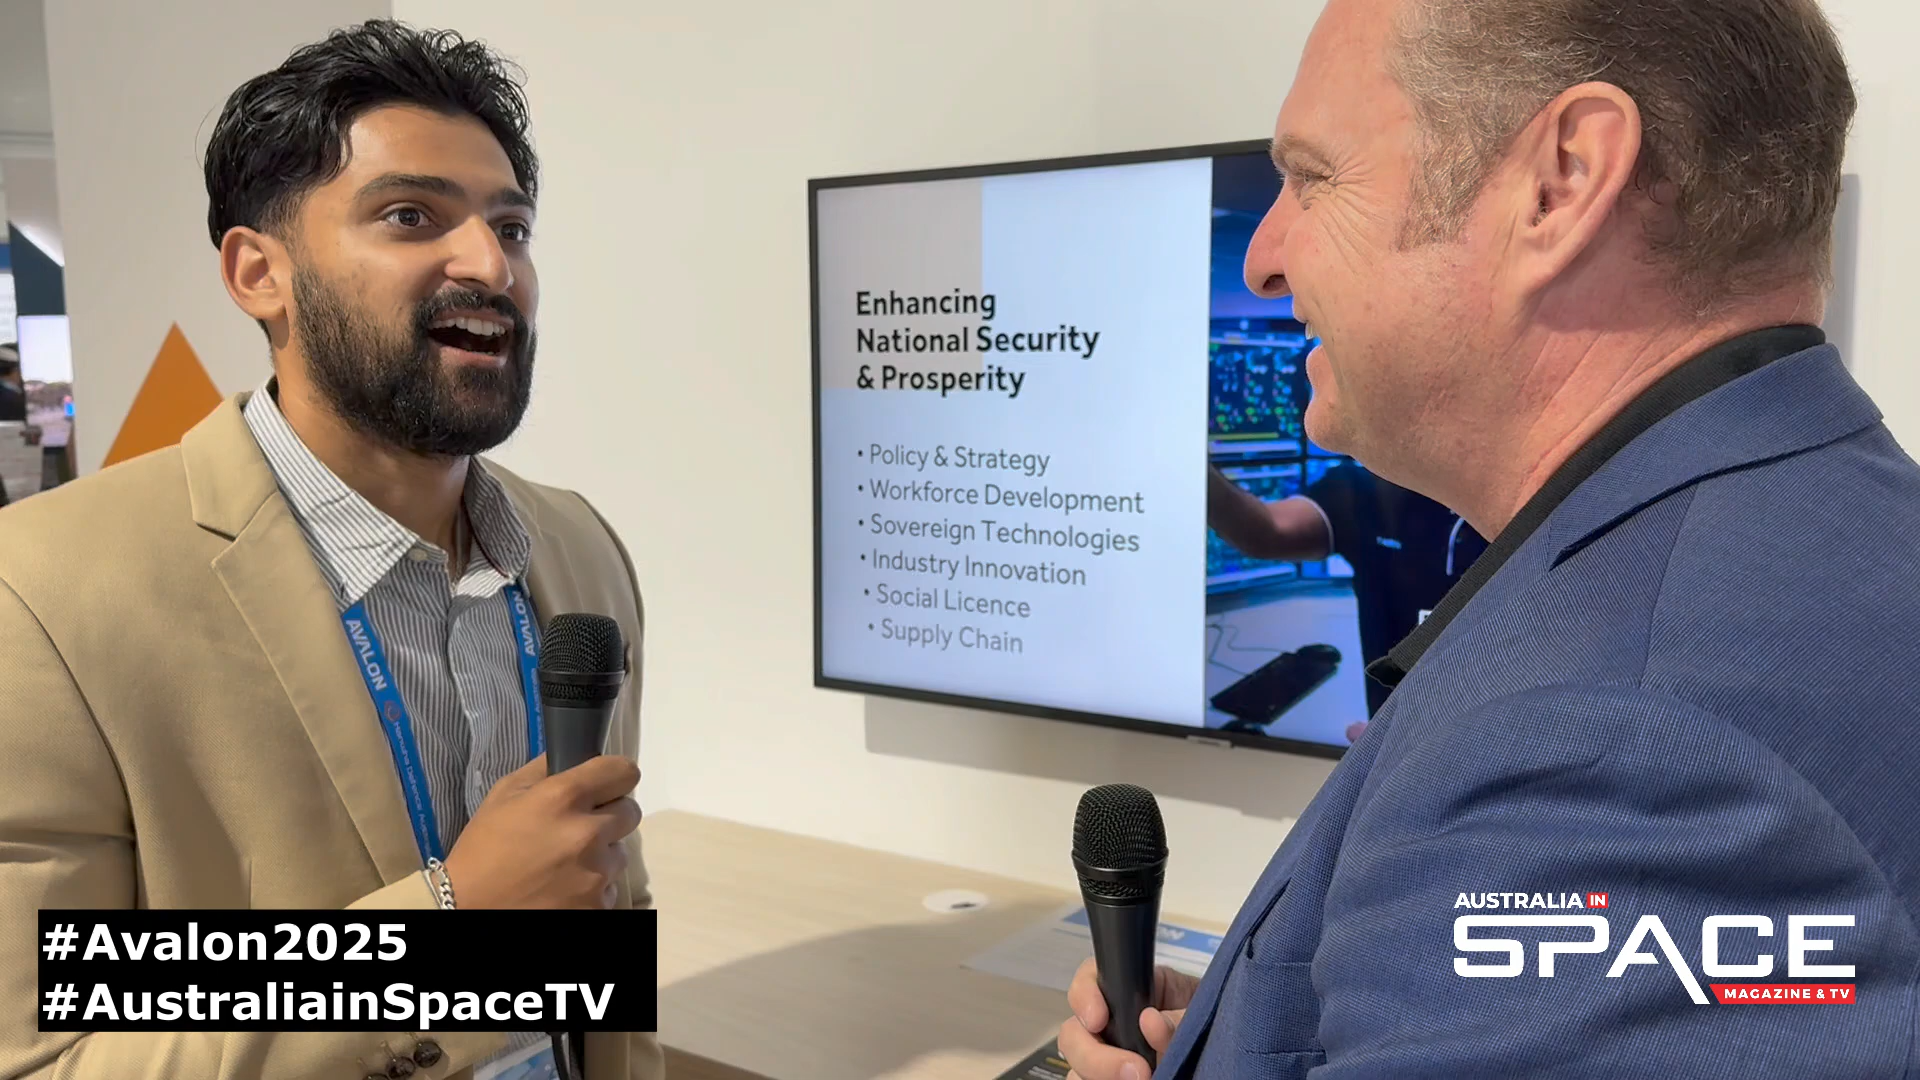 Enhancing
National Security
& Prosperity
• Policy & Strategy
• Workforce Development
• Sovereign Technologies
• Industry Innovation
• Social Licence
• Supply Chain
AVALON
AVALON
#Avalon2025
#AustraliainSpaceTV
AUSTRALIA IN
SPACE
MAGAZINE & TV